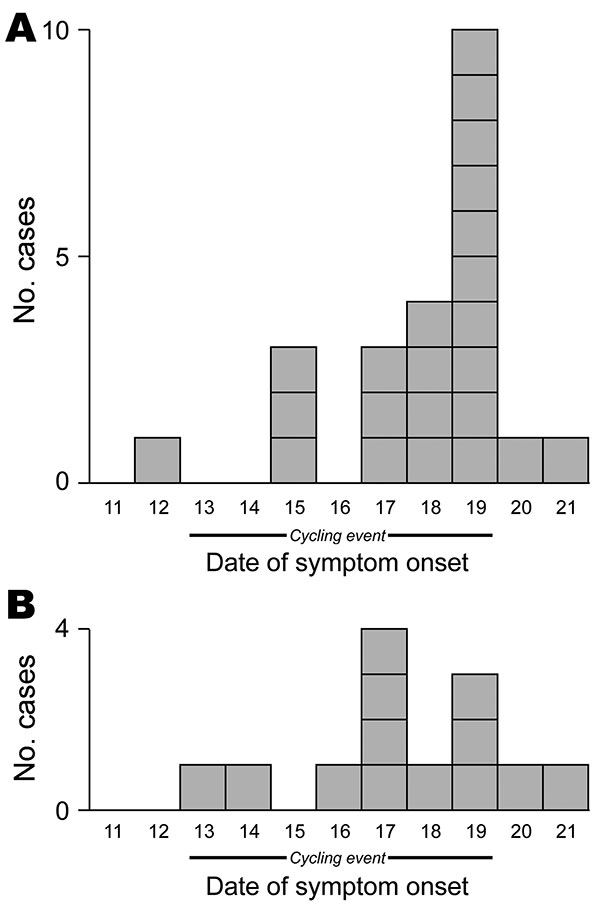 A
10
5
0
No. cases
11 12 13 14 15 16 17 18 19 20 21
Cycling event
Date of symptom onset
B
4
0
No. cases
11 12 13 14 15 16 17 18 19 20 21
Cycling event
Date of symptom onset